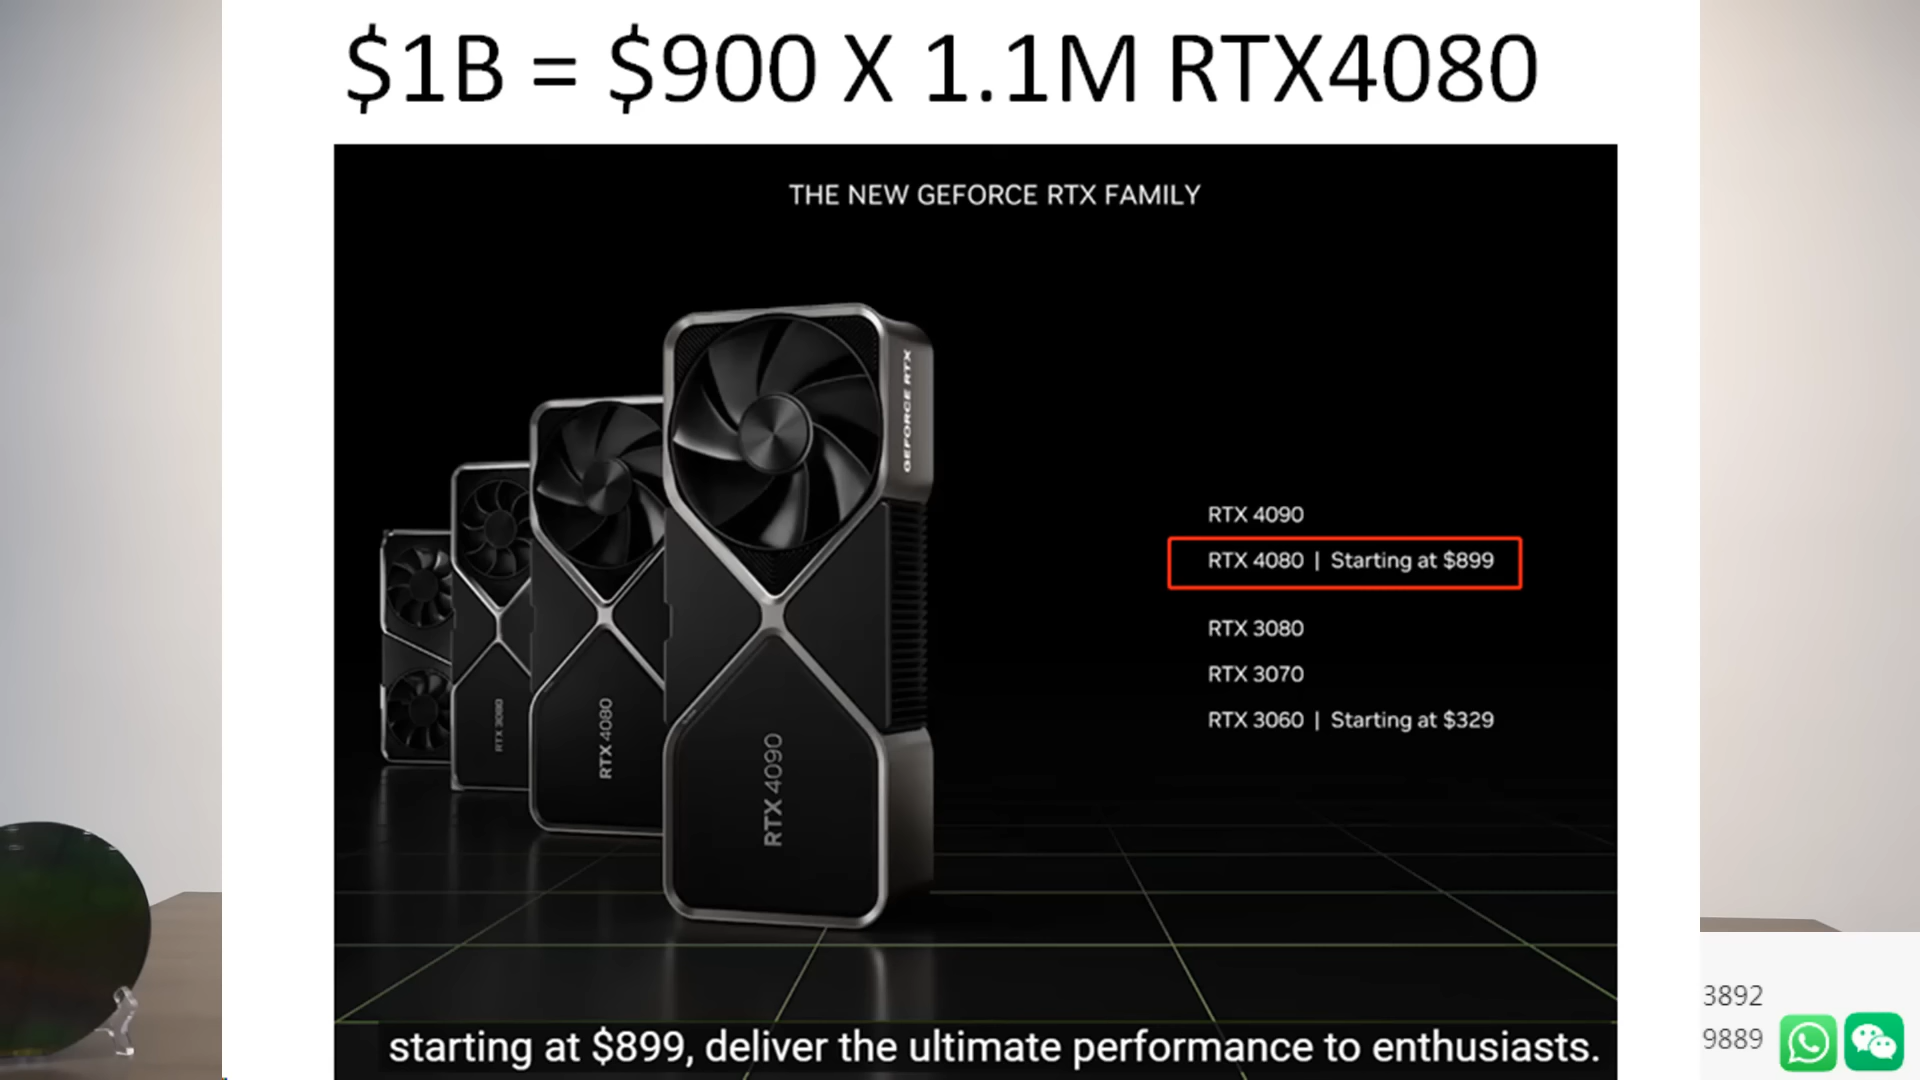 $1B = $900 X 1.1M RTX4080
THE NEW GEFORCE RTX FAMILY
GEFORCE RTX
RTX 4090
RTX 4080 | Starting at $899
RTX 3080
RTX 3070
RTX 3060 | Starting at $329
RTX 3080
RTX 4080
RTX 4090
3892
9889
starting at $899, deliver the ultimate performance to enthusiasts.